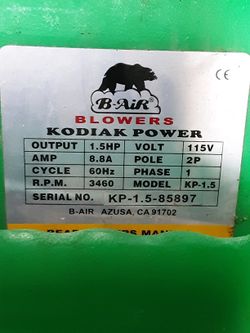 B-AiR
BLOWERS
KODIAK POWER
OUTPUT 1.5HP VOLT 115V
AMP 8.8A POLE 2P
CYCLE 60Hz PHASE 1
R.P.M. 3460 MODEL KP-1.5
SERIAL NO. KP-1.5-85897
B-AIR AZUSA, CA 91702
CE